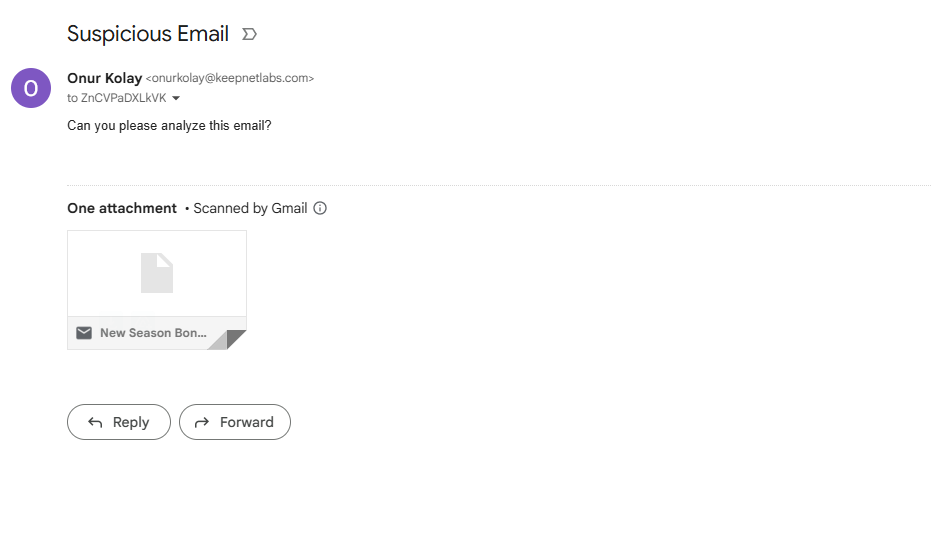 Suspicious Email
O
Onur Kolay <onurkolay@keepnetlabs.com>
to ZnCVPaDXLkVK
Can you please analyze this email?
One attachment • Scanned by Gmail
New Season Bon...
Reply
Forward